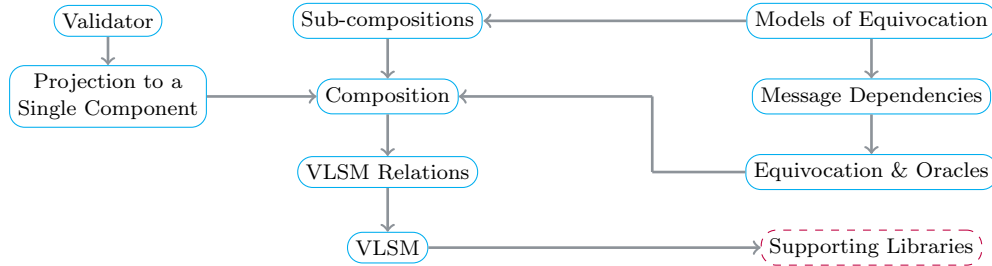 Validator
Sub-compositions
Models of Equivocation
Projection to a
Single Component
Composition
Message Dependencies
VLSM Relations
Equivocation & Oracles
VLSM
Supporting Libraries